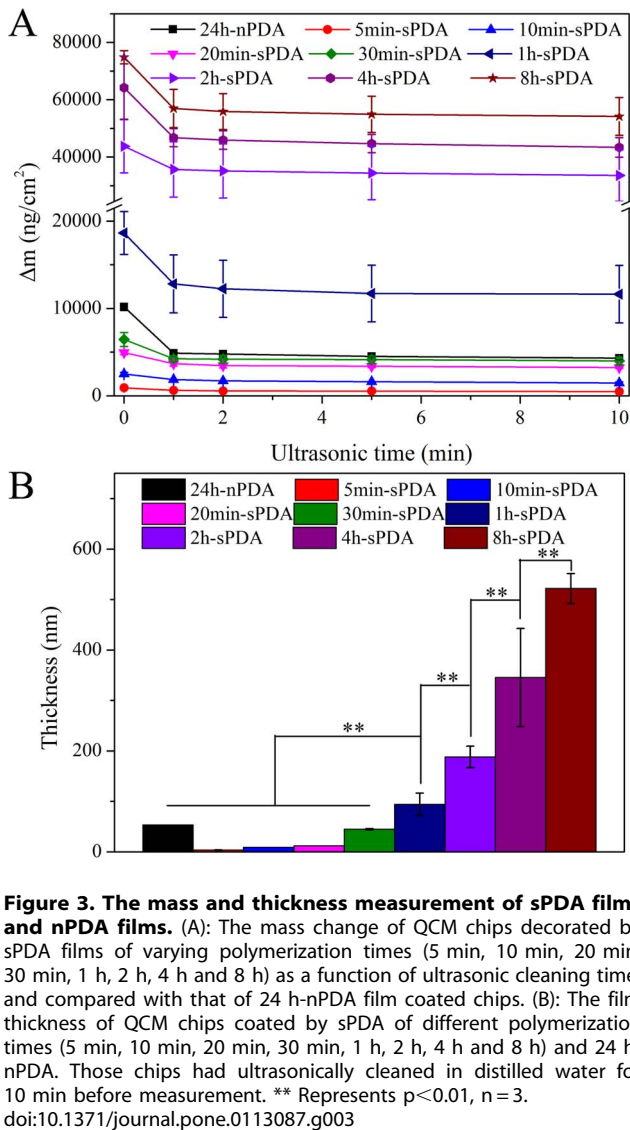 A
24h-nPDA 5min-sPDA 10min-sPDA
20min-sPDA 30min-sPDA 1h-sPDA
2h-sPDA 4h-sPDA 8h-sPDA
80000
60000
40000
20000
10000
0
Δm (ng/cm²)
0 2 4 6 8 10
Ultrasonic time (min)
B
24h-nPDA 5min-sPDA 10min-sPDA
20min-sPDA 30min-sPDA 1h-sPDA
2h-sPDA 4h-sPDA 8h-sPDA
600
400
200
0
Thickness (nm)
**
**
**
**
Figure 3. The mass and thickness measurement of sPDA film
and nPDA films. (A): The mass change of QCM chips decorated b
sPDA films of varying polymerization times (5 min, 10 min, 20 min
30 min, 1 h, 2 h, 4 h and 8 h) as a function of ultrasonic cleaning time
and compared with that of 24 h-nPDA film coated chips. (B): The film
thickness of QCM chips coated by sPDA of different polymerizatio
times (5 min, 10 min, 20 min, 30 min, 1 h, 2 h, 4 h and 8 h) and 24 h
nPDA. Those chips had ultrasonically cleaned in distilled water fo
10 min before measurement. ** Represents p<0.01, n = 3.
doi:10.1371/journal.pone.0113087.g003